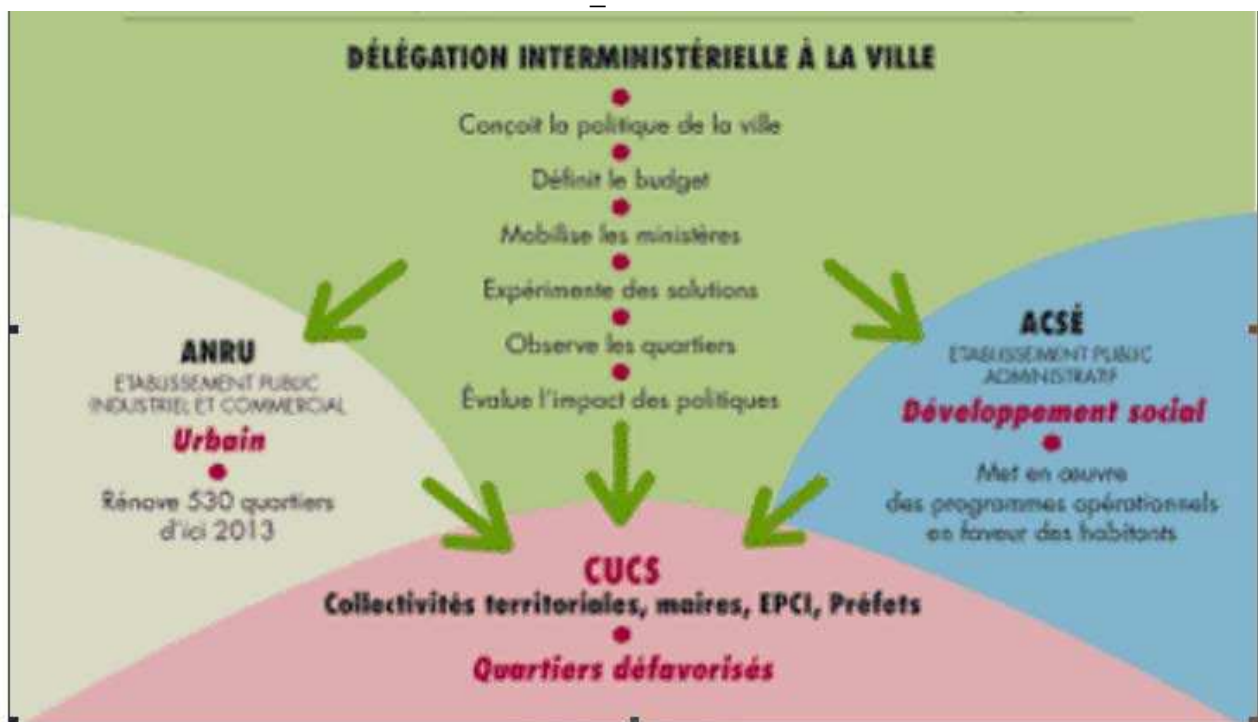 DÉLÉGATION INTERMINISTÉRIELLE À LA VILLE
Conçoit la politique de la ville
Définit le budget
Mobilise les ministères
Expérimente des solutions
Observe les quartiers
Évalue l'impact des politiques
ANRU
ETABLISSEMENT PUBLIC
INDUSTRIEL ET COMMERCIAL
Urbain
Rénove 530 quartiers
d'ici 2013
ACSÉ
ETABLISSEMENT PUBLIC
ADMINISTRATIF
Développement social
Met en œuvre
des programmes opérationnels
en faveur des habitants
CUCS
Collectivités territoriales, maires, EPCI, Préfets
Quartiers défavorisés